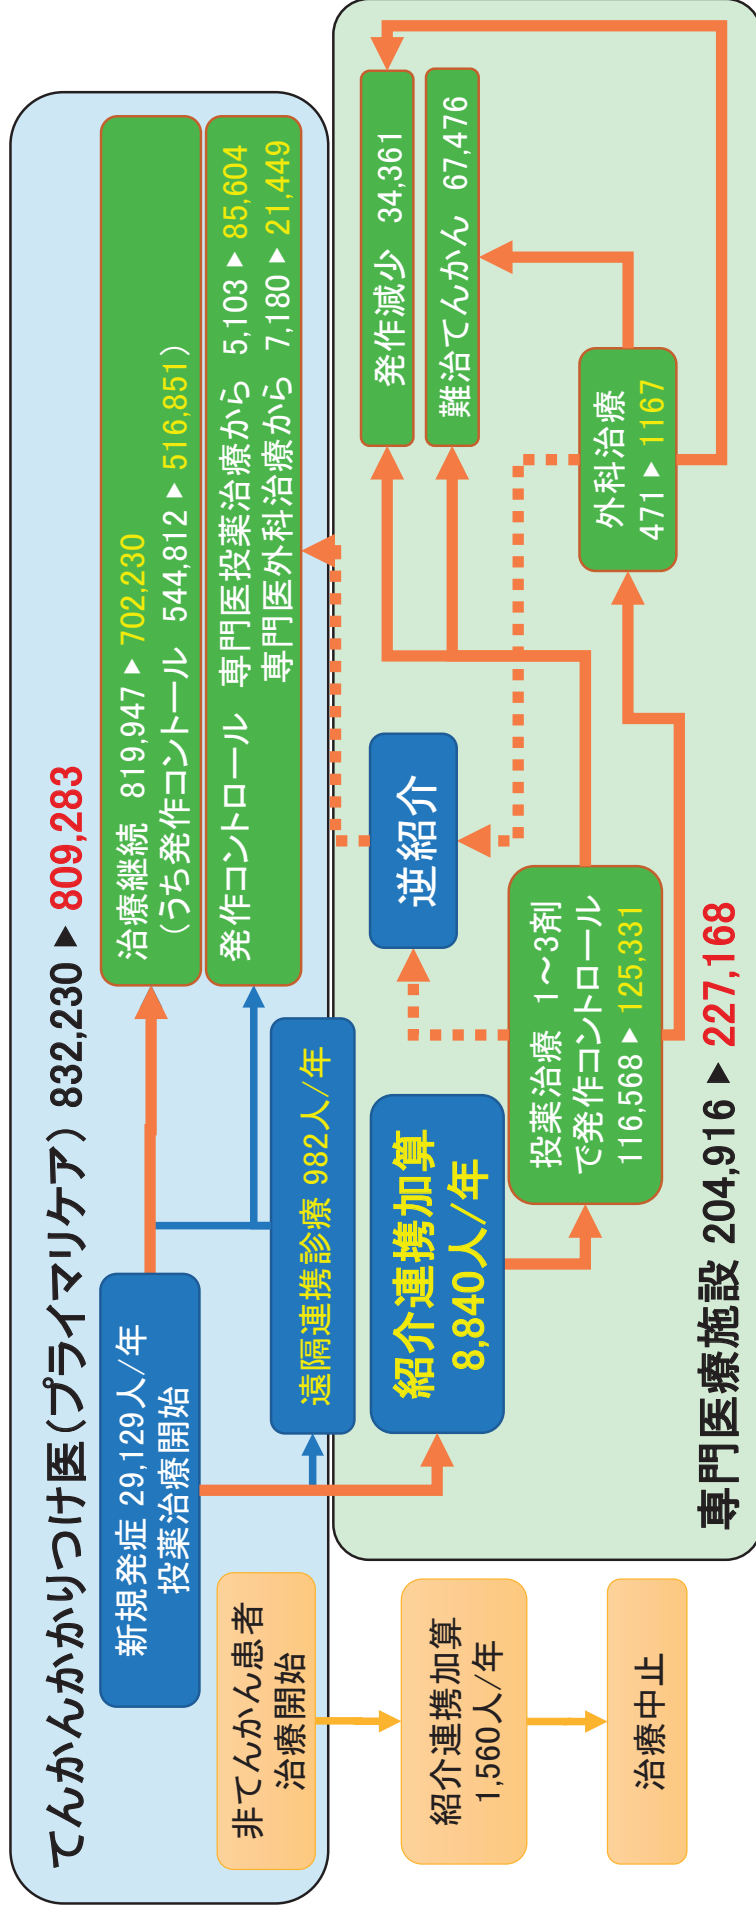 てんかんかかりつけ医(プライマリケア) 832,230 ▶ 809,283
新規発症 29,129人/年
投薬治療開始
治療継続 819,947 ▶ 702,230
(うち発作コントール 544,812 ▶ 516,851)
発作コントロール 専門医投薬治療から 5,103 ▶ 85,604
専門医外科治療から 7,180 ▶ 21,449
遠隔連携診療 982人/年
非てんかん患者
治療開始
紹介連携加算
1,560人/年
治療中止
紹介連携加算
8,840人/年
逆紹介
発作減少 34,361
難治てんかん 67,476
投薬治療 1～3剤
で発作コントロール
116,568 ▶ 125,331
外科治療
471 ▶ 1167
専門医療施設 204,916 ▶ 227,168